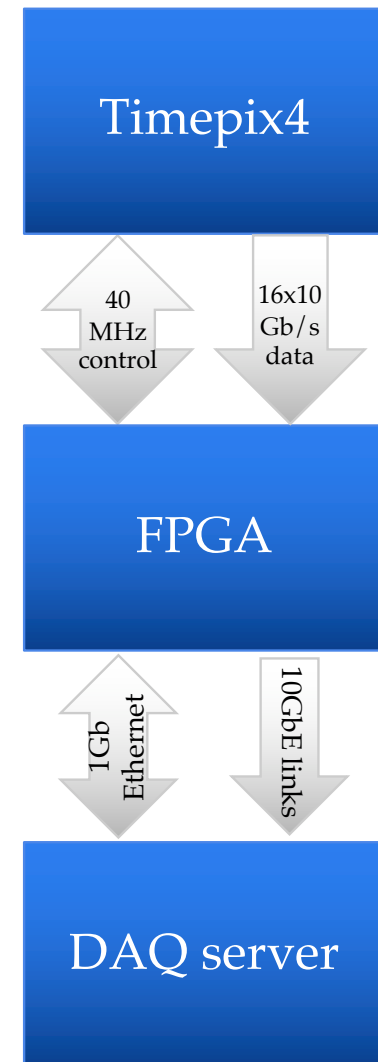 Timepix4
40
MHz
control
16x10
Gb/s
data
FPGA
1Gb
Ethernet
10GbE links
DAQ server